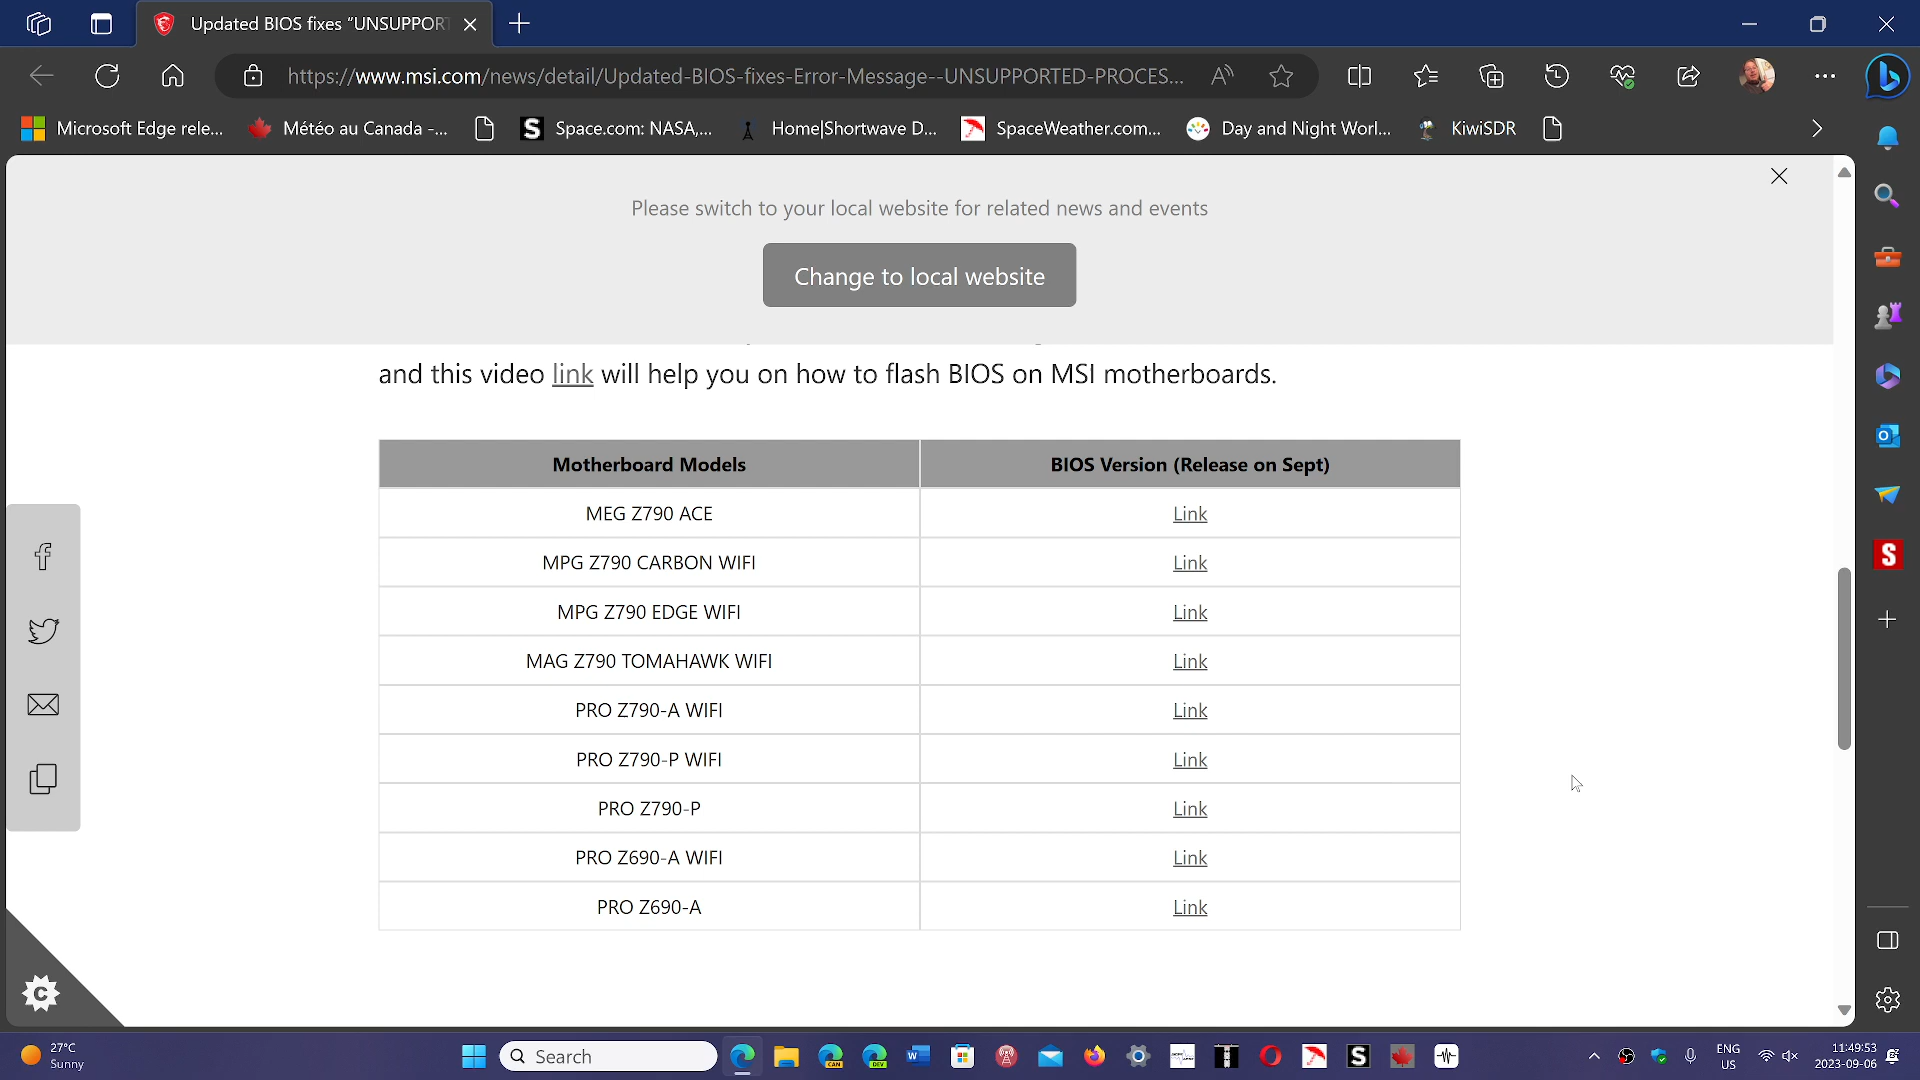 Updated BIOS fixes "UNSUPPORT
https://www.msi.com/news/detail/Updated-BIOS-fixes-Error-Message--UNSUPPORTED-PROCES...
Microsoft Edge rele...
Météo au Canada -...
S
Space.com: NASA,...
Home|Shortwave D...
SpaceWeather.com...
Day and Night Worl...
KiwiSDR
Please switch to your local website for related news and events
Change to local website
and this video link will help you on how to flash BIOS on MSI motherboards.
Motherboard Models BIOS Version (Release on Sept)
MEG Z790 ACE Link
MPG Z790 CARBON WIFI Link
MPG Z790 EDGE WIFI Link
MAG Z790 TOMAHAWK WIFI Link
PRO Z790-A WIFI Link
PRO Z790-P WIFI Link
PRO Z790-P Link
PRO Z690-A WIFI Link
PRO Z690-A Link
S
C
27°C
Sunny
Search
CAN
DEV
W
S
ENG
US
11:49:53
2023-09-06